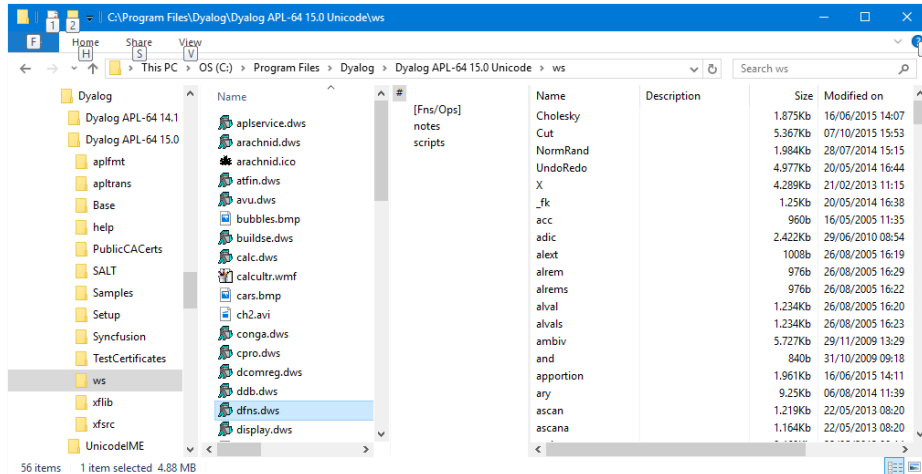 1 2 C:\Program Files\Dyalog\Dyalog APL-64 15.0 Unicode\ws
F Home Share View
H S V
This PC > OS (C:) > Program Files > Dyalog > Dyalog APL-64 15.0 Unicode > ws Search ws
Dyalog
Dyalog APL-64 14.1
Dyalog APL-64 15.0
aplfmt
apltrans
Base
help
PublicCACerts
SALT
Samples
Setup
Syncfusion
TestCertificates
ws
xflib
xfsrc
UnicodeIME
Name
aplservice.dws
arachnid.dws
arachnid.ico
atfin.dws
avu.dws
bubbles.bmp
buildse.dws
calc.dws
calcultr.wmf
cars.bmp
ch2.avi
conga.dws
cpro.dws
dcomreg.dws
ddb.dws
dfns.dws
display.dws
#
[Fns/Ops]
notes
scripts
Name Description Size Modified on
Cholesky 1.875Kb 16/06/2015 14:07
Cut 5.367Kb 07/10/2015 15:53
NormRand 1.984Kb 28/07/2014 15:15
UndoRedo 4.977Kb 20/05/2014 16:44
X 4.289Kb 21/02/2013 11:15
_fk 1.25Kb 20/05/2014 16:38
acc 960b 16/05/2005 11:35
adic 2.422Kb 29/06/2010 08:54
alext 1008b 26/08/2005 16:19
alrem 976b 26/08/2005 16:29
alrems 976b 26/08/2005 16:22
alval 1.234Kb 26/08/2005 16:20
alvals 1.234Kb 26/08/2005 16:23
ambiv 5.727Kb 29/11/2009 13:29
and 840b 31/10/2009 09:18
apportion 1.961Kb 16/06/2015 14:11
ary 9.25Kb 06/08/2014 11:39
ascan 1.219Kb 22/05/2013 08:20
ascana 1.164Kb 22/05/2013 08:20
56 items 1 item selected 4.88 MB